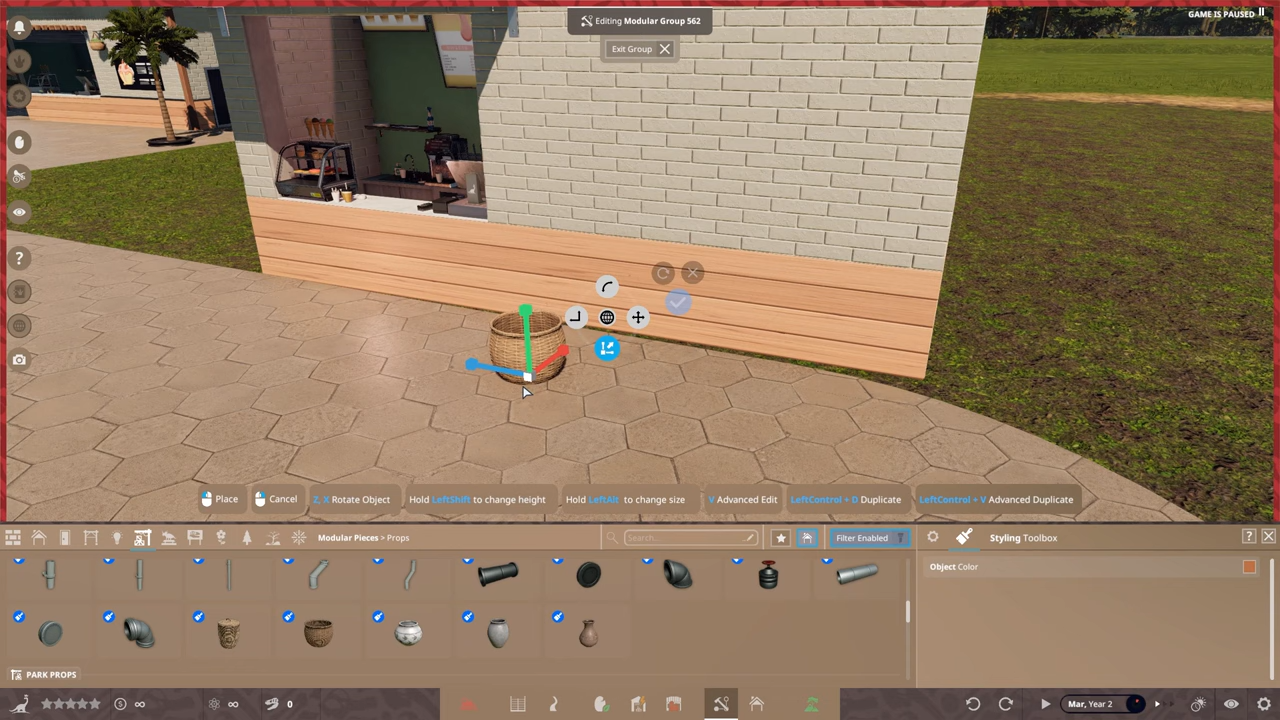 Editing Modular Group 562
GAME IS PAUSED
Exit Group
Place
Cancel
Z, X Rotate Object
Hold LeftShift to change height
Hold LeftAlt to change size
V Advanced Edit
LeftControl + D Duplicate
LeftControl + V Advanced Duplicate
Modular Pieces > Props
Search...
Filter Enabled
Styling Toolbox
?
Object Color
PARK PROPS
∞
∞
0
Mar, Year 2